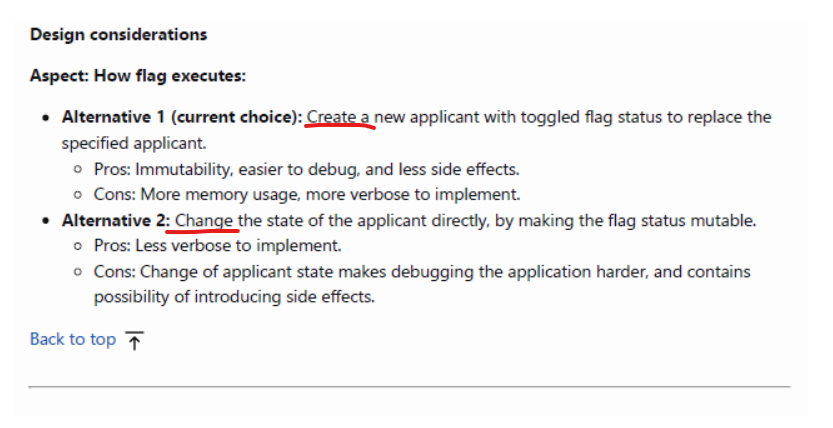 Design considerations
Aspect: How flag executes:
• Alternative 1 (current choice): Create a new applicant with toggled flag status to replace the
specified applicant.
◦ Pros: Immutability, easier to debug, and less side effects.
◦ Cons: More memory usage, more verbose to implement.
• Alternative 2: Change the state of the applicant directly, by making the flag status mutable.
◦ Pros: Less verbose to implement.
◦ Cons: Change of applicant state makes debugging the application harder, and contains
possibility of introducing side effects.
Back to top